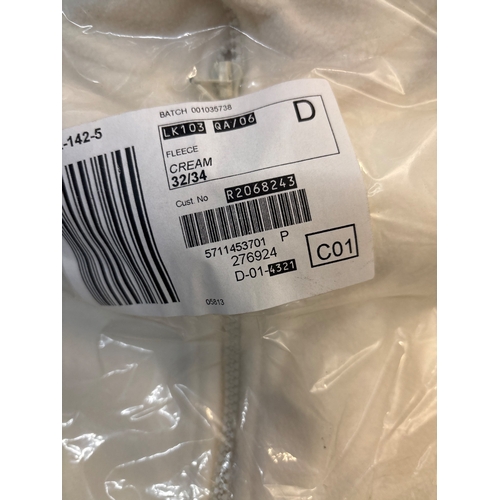 -142-5
BATCH 001035738
D
LK103 QA/06
FLEECE
CREAM
32/34
Cust. No R2068243
5711453701 P
276924
D-01-4321
C01
05813